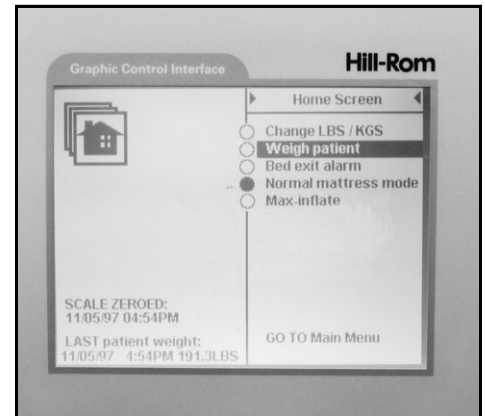 Graphic Control Interface
Hill-Rom
Home Screen
Change LBS / KGS
Weigh patient
Bed exit alarm
Normal mattress mode
Max-inflate
SCALE ZEROED:
11/05/97 04:54PM
LAST patient weight:
11/05/97 4:54PM 191.3LBS
GO TO Main Menu